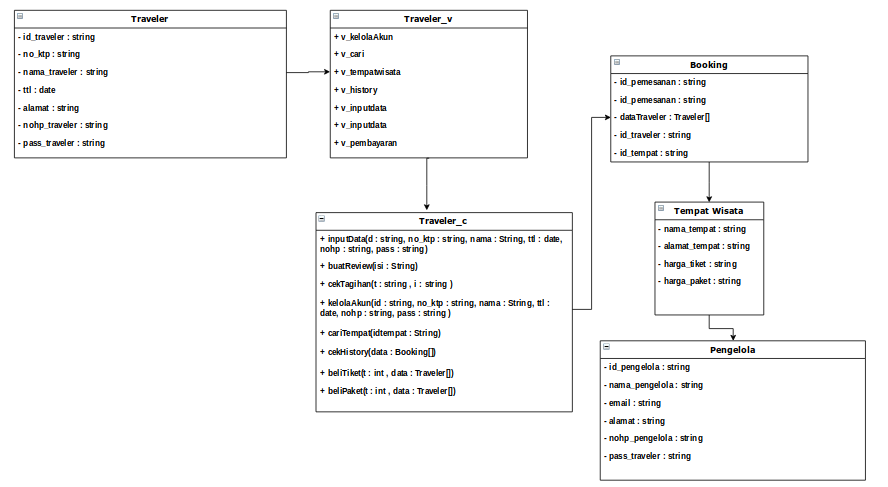 Traveler
- id_traveler : string
- no_ktp : string
- nama_traveler : string
- ttl : date
- alamat : string
- nohp_traveler : string
- pass_traveler : string
Traveler_v
+ v_kelolaAkun
+ v_cari
+ v_tempatwisata
+ v_history
+ v_inputdata
+ v_inputdata
+ v_pembayaran
Traveler_c
+ inputData(d : string, no_ktp : string, nama : String, ttl : date,
nohp : string, pass : string )
+ buatReview(isi : String)
+ cekTagihan(t : string , i : string )
+ kelolaAkun(id : string, no_ktp : string, nama : String, ttl :
date, nohp : string, pass : string )
+ cariTempat(idtempat : String)
+ cekHistory(data : Booking[])
+ beliTiket(t : int , data : Traveler[])
+ beliPaket(t : int , data : Traveler[])
Booking
- id_pemesanan : string
- id_pemesanan : string
- dataTraveler : Traveler[]
- id_traveler : string
- id_tempat : string
Tempat Wisata
- nama_tempat : string
- alamat_tempat : string
- harga_tiket : string
- harga_paket : string
Pengelola
- id_pengelola : string
- nama_pengelola : string
- email : string
- alamat : string
- nohp_pengelola : string
- pass_traveler : string